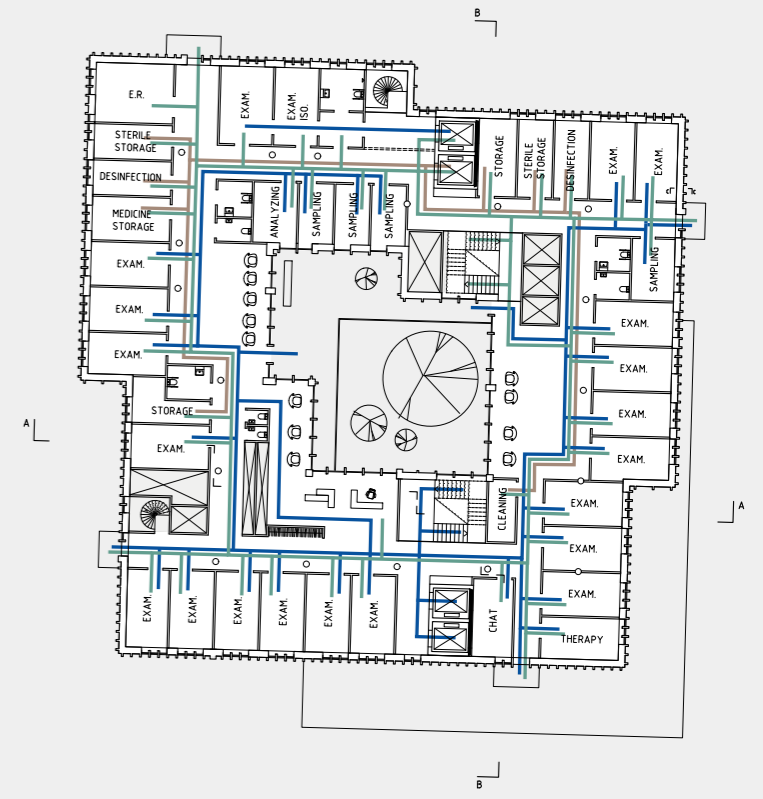 B
E.R.
EXAM.
EXAM.
ISO.
STERILE
STORAGE
DESINFECTION
MEDICINE
STORAGE
EXAM.
EXAM.
EXAM.
ANALYZING
SAMPLING
SAMPLING
SAMPLING
STORAGE
STERILE
STORAGE
DESINFECTION
EXAM.
EXAM.
SAMPLING
EXAM.
EXAM.
EXAM.
EXAM.
STORAGE
EXAM.
A
A
CLEANING
EXAM.
EXAM.
EXAM.
THERAPY
EXAM.
EXAM.
EXAM.
EXAM.
EXAM.
EXAM.
CHAT
B